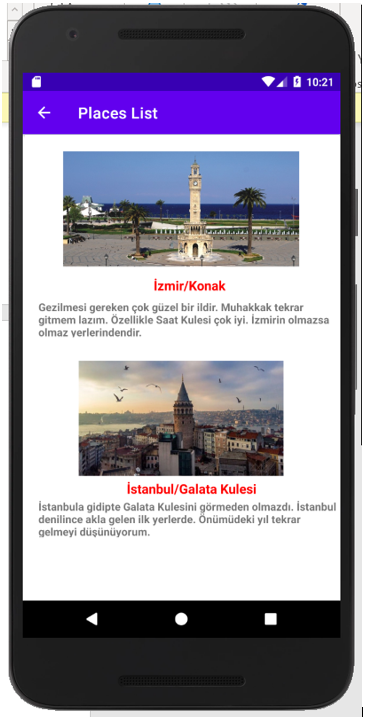 10:21
Places List
İzmir/Konak
Gezilmesi gereken çok güzel bir ildir. Muhakkak tekrar
gitmem lazım. Özellikle Saat Kulesi çok iyi. İzmirin olmazsa
olmaz yerlerindendir.
İstanbul/Galata Kulesi
İstanbula gidipte Galata Kulesini görmeden olmazdı. İstanbul
denilince akla gelen ilk yerlerde. Önümüdeki yıl tekrar
gelmeyi düşünüyorum.